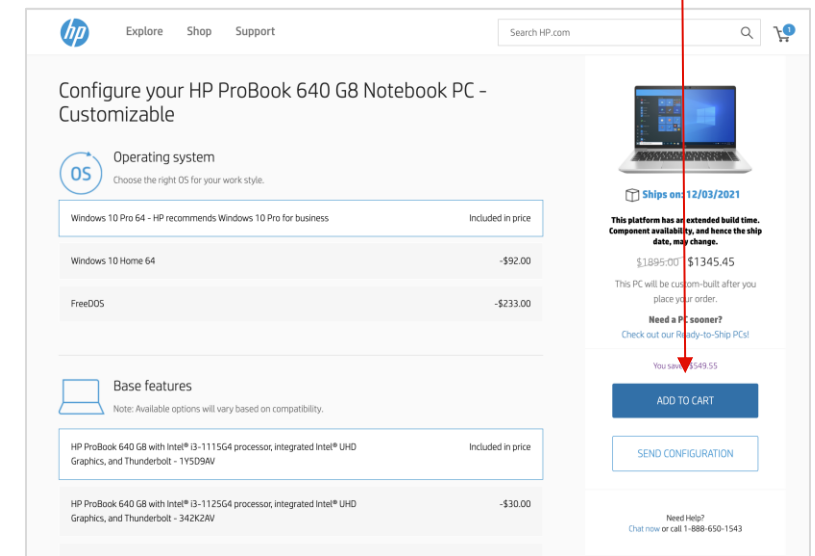 hp
Explore Shop Support
Search HP.com
1
Configure your HP ProBook 640 G8 Notebook PC -
Customizable
OS
Operating system
Choose the right OS for your work style.
Windows 10 Pro 64 - HP recommends Windows 10 Pro for business Included in price
Windows 10 Home 64 -$92.00
FreeDOS -$233.00
Base features
Note: Available options will vary based on compatibility.
HP ProBook 640 G8 with Intel® i3-1115G4 processor, integrated Intel® UHD
Graphics, and Thunderbolt - 1Y5D9AV
Included in price
HP ProBook 640 G8 with Intel® i3-1125G4 processor, integrated Intel® UHD
Graphics, and Thunderbolt - 342K2AV
-$30.00
Ships on: 12/03/2021
This platform has an extended build time.
Component availability, and hence the ship
date, may change.
$1895.00 $1345.45
This PC will be custom-built after you
place your order.
Need a PC sooner?
Check out our Ready-to-Ship PCs!
You save $549.55
ADD TO CART
SEND CONFIGURATION
Need Help?
Chat now or call 1-888-650-1543